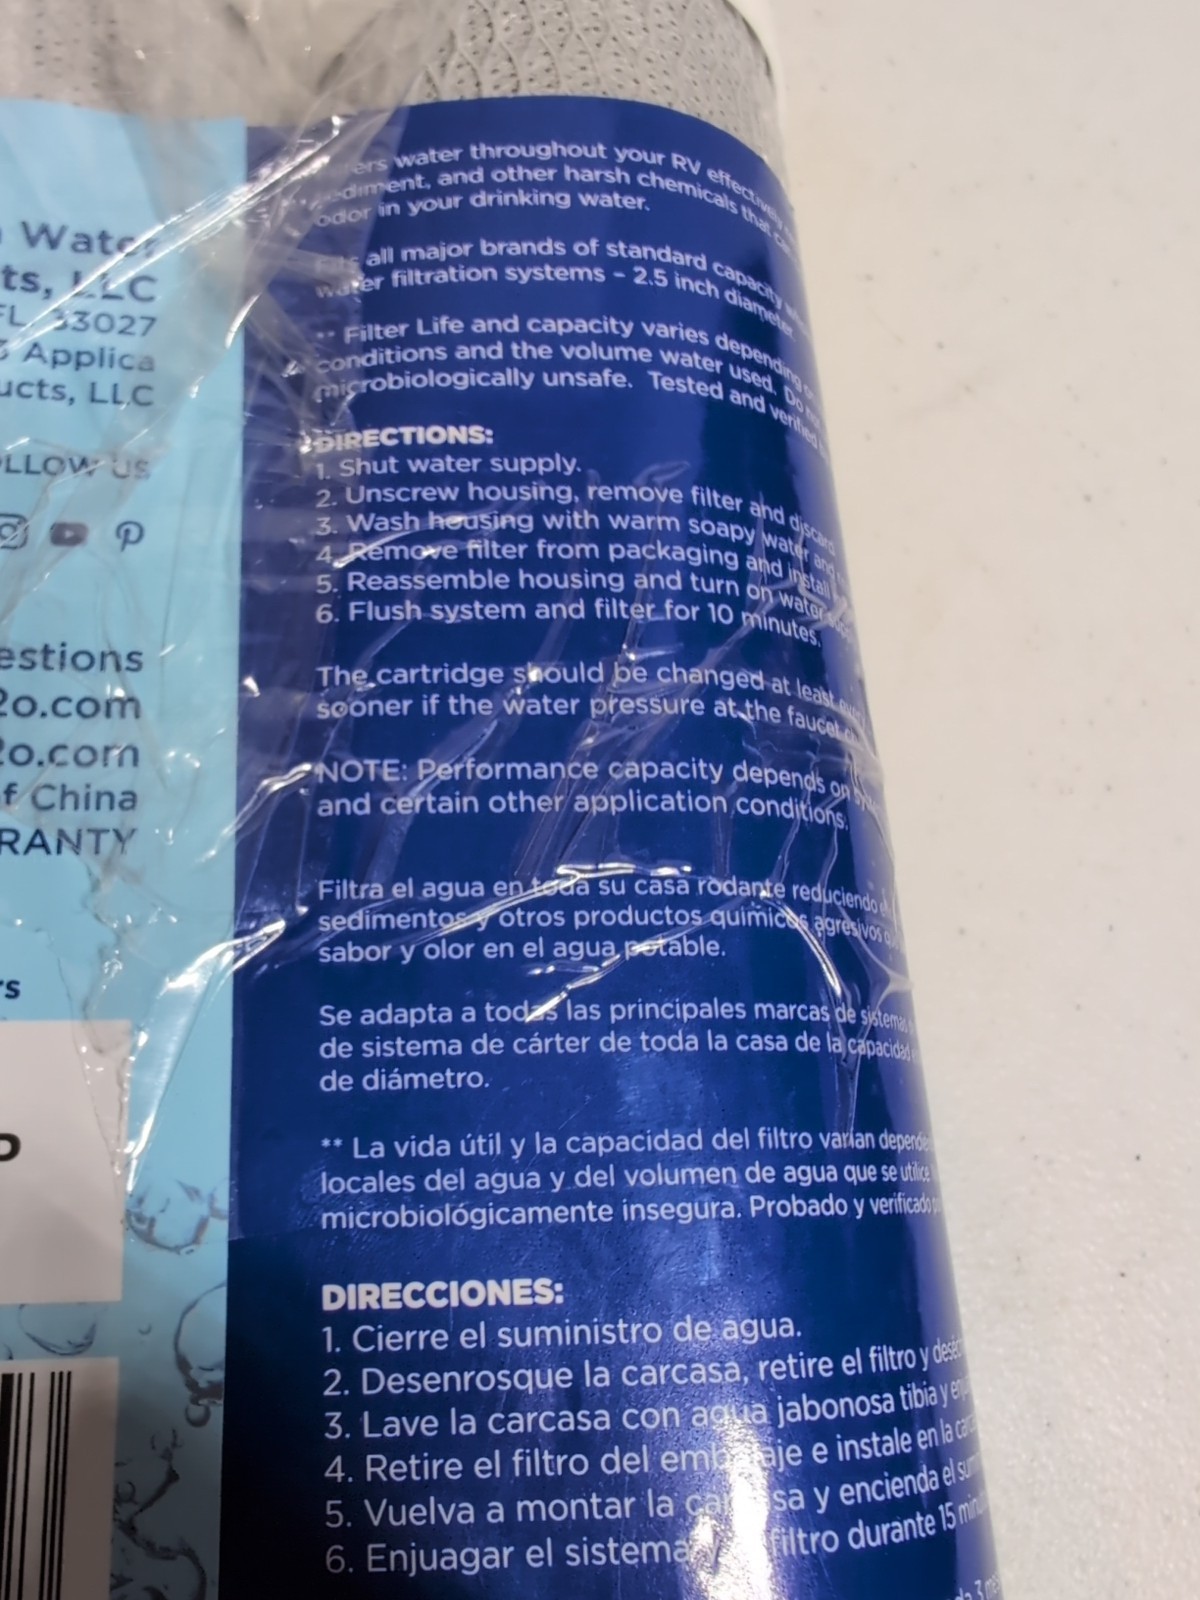 Water
LLC
FL 33027
Applica
LLC
US
estions
2o.com
2o.com
of China
RANTY
water throughout your RV
and other harsh chemicals that
odor in your drinking water.
all major brands of standard capacity
water filtration systems - 2.5 inch diameter.
** Filter Life and capacity varies depending
conditions and the volume water used. Do
microbiologically unsafe. Tested and verified
DIRECTIONS:
1. Shut water supply.
2. Unscrew housing, remove filter and discard
3. Wash housing with warm soapy water and
4. Remove filter from packaging and install
5. Reassemble housing and turn on water
6. Flush system and filter for 10 minutes.
The cartridge should be changed at least
sooner if the water pressure at the faucet
NOTE: Performance capacity depends on
and certain other application conditions.
Filtra el agua en toda su casa rodante reduciendo
sedimentos y otros productos químicos agresivos
sabor y olor en el agua potable.
Se adapta a todas las principales marcas de sistemas
de sistema de cárter de toda la casa de la capacidad
de diámetro.
** La vida útil y la capacidad del filtro varían
locales del agua y del volumen de agua que se utilice
microbiológicamente insegura. Probado y verificado
DIRECCIONES:
1. Cierre el suministro de agua.
2. Desenrosque la carcasa, retire el filtro y
3. Lave la carcasa con agua jabonosa tibia y
4. Retire el filtro del embalaje e instale en la
5. Vuelva a montar la carcasa y encienda el
6. Enjuagar el sistema y filtro durante 15